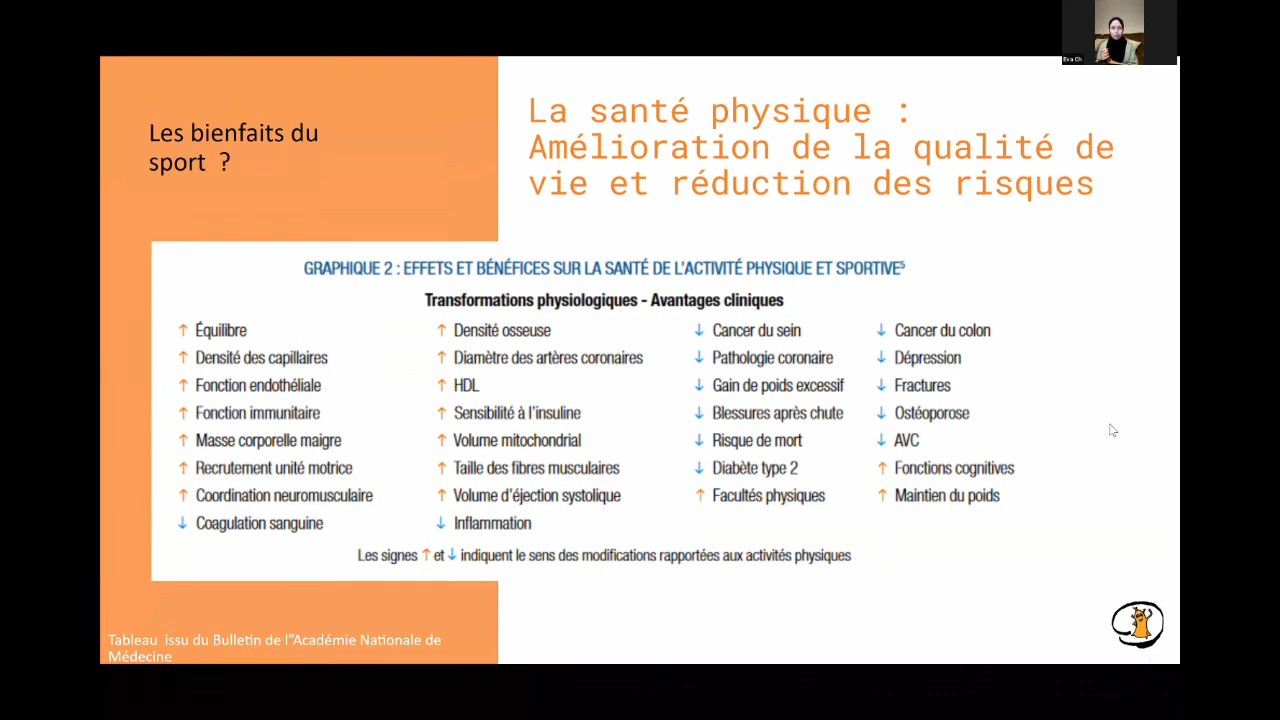 Eva Ch
Les bienfaits du
sport ?
La santé physique :
Amélioration de la qualité de
vie et réduction des risques
GRAPHIQUE 2 : EFFETS ET BÉNÉFICES SUR LA SANTÉ DE L'ACTIVITÉ PHYSIQUE ET SPORTIVE⁵
Transformations physiologiques - Avantages cliniques
↑ Équilibre ↑ Densité osseuse ↓ Cancer du sein ↓ Cancer du colon
↑ Densité des capillaires ↑ Diamètre des artères coronaires ↓ Pathologie coronaire ↓ Dépression
↑ Fonction endothéliale ↑ HDL ↓ Gain de poids excessif ↓ Fractures
↑ Fonction immunitaire ↑ Sensibilité à l'insuline ↓ Blessures après chute ↓ Ostéoporose
↑ Masse corporelle maigre ↑ Volume mitochondrial ↓ Risque de mort ↓ AVC
↑ Recrutement unité motrice ↑ Taille des fibres musculaires ↓ Diabète type 2 ↑ Fonctions cognitives
↑ Coordination neuromusculaire ↑ Volume d'éjection systolique ↑ Facultés physiques ↑ Maintien du poids
↓ Coagulation sanguine ↓ Inflammation
Les signes ↑ et ↓ indiquent le sens des modifications rapportées aux activités physiques
Tableau issu du Bulletin de l''Académie Nationale de
Médecine